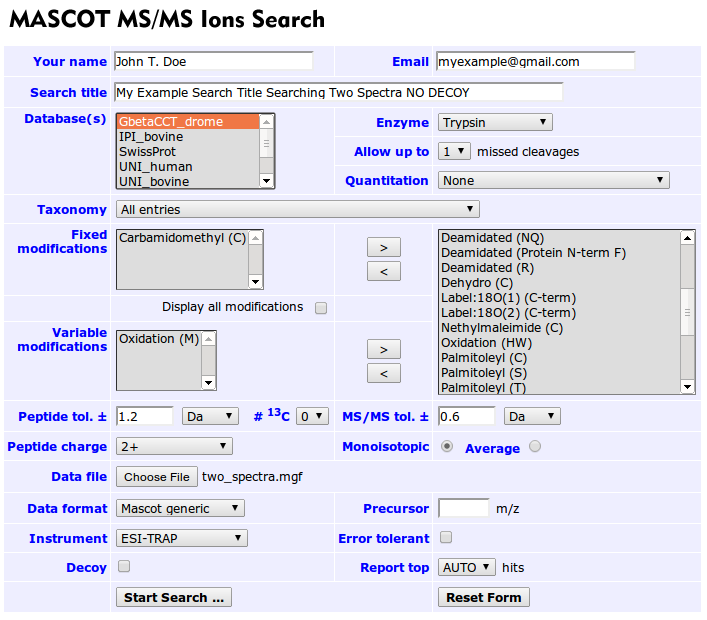 MASCOT MS/MS Ions Search
Your name John T. Doe Email myexample@gmail.com
Search title My Example Search Title Searching Two Spectra NO DECOY
Database(s) GbetaCCT_drome
IPI_bovine
SwissProt
UNI_human
UNI_bovine
Enzyme Trypsin
Allow up to 1 missed cleavages
Quantitation None
Taxonomy All entries
Fixed
modifications
Carbamidomethyl (C)
>
<
Display all modifications
Variable
modifications
Oxidation (M)
>
<
Deamidated (NQ)
Deamidated (Protein N-term F)
Deamidated (R)
Dehydro (C)
Label:18O(1) (C-term)
Label:18O(2) (C-term)
Nethylmaleimide (C)
Oxidation (HW)
Palmitoleyl (C)
Palmitoleyl (S)
Palmitoleyl (T)
Peptide tol. ± 1.2 Da # 13C 0 MS/MS tol. ± 0.6 Da
Peptide charge 2+ Monoisotopic Average
Data file Choose File two_spectra.mgf
Data format Mascot generic Precursor m/z
Instrument ESI-TRAP Error tolerant
Decoy Report top AUTO hits
Start Search ... Reset Form